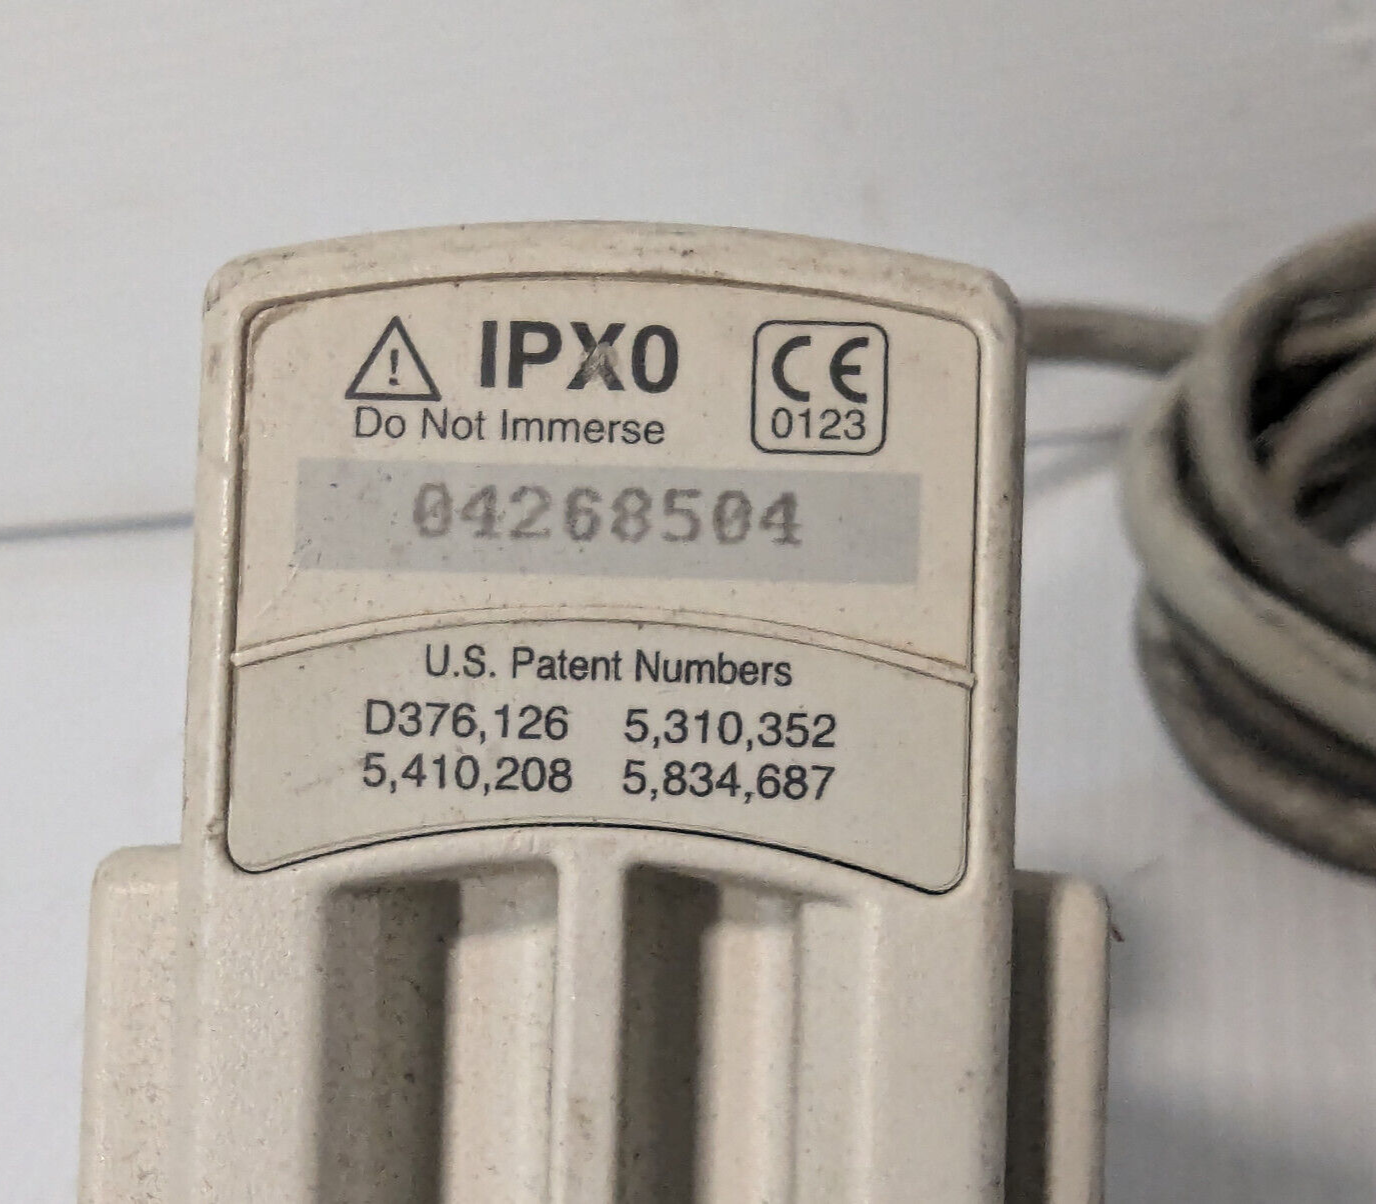 ! IPX0
Do Not Immerse
CE
0123
04268504
U.S. Patent Numbers
D376,126 5,310,352
5,410,208 5,834,687